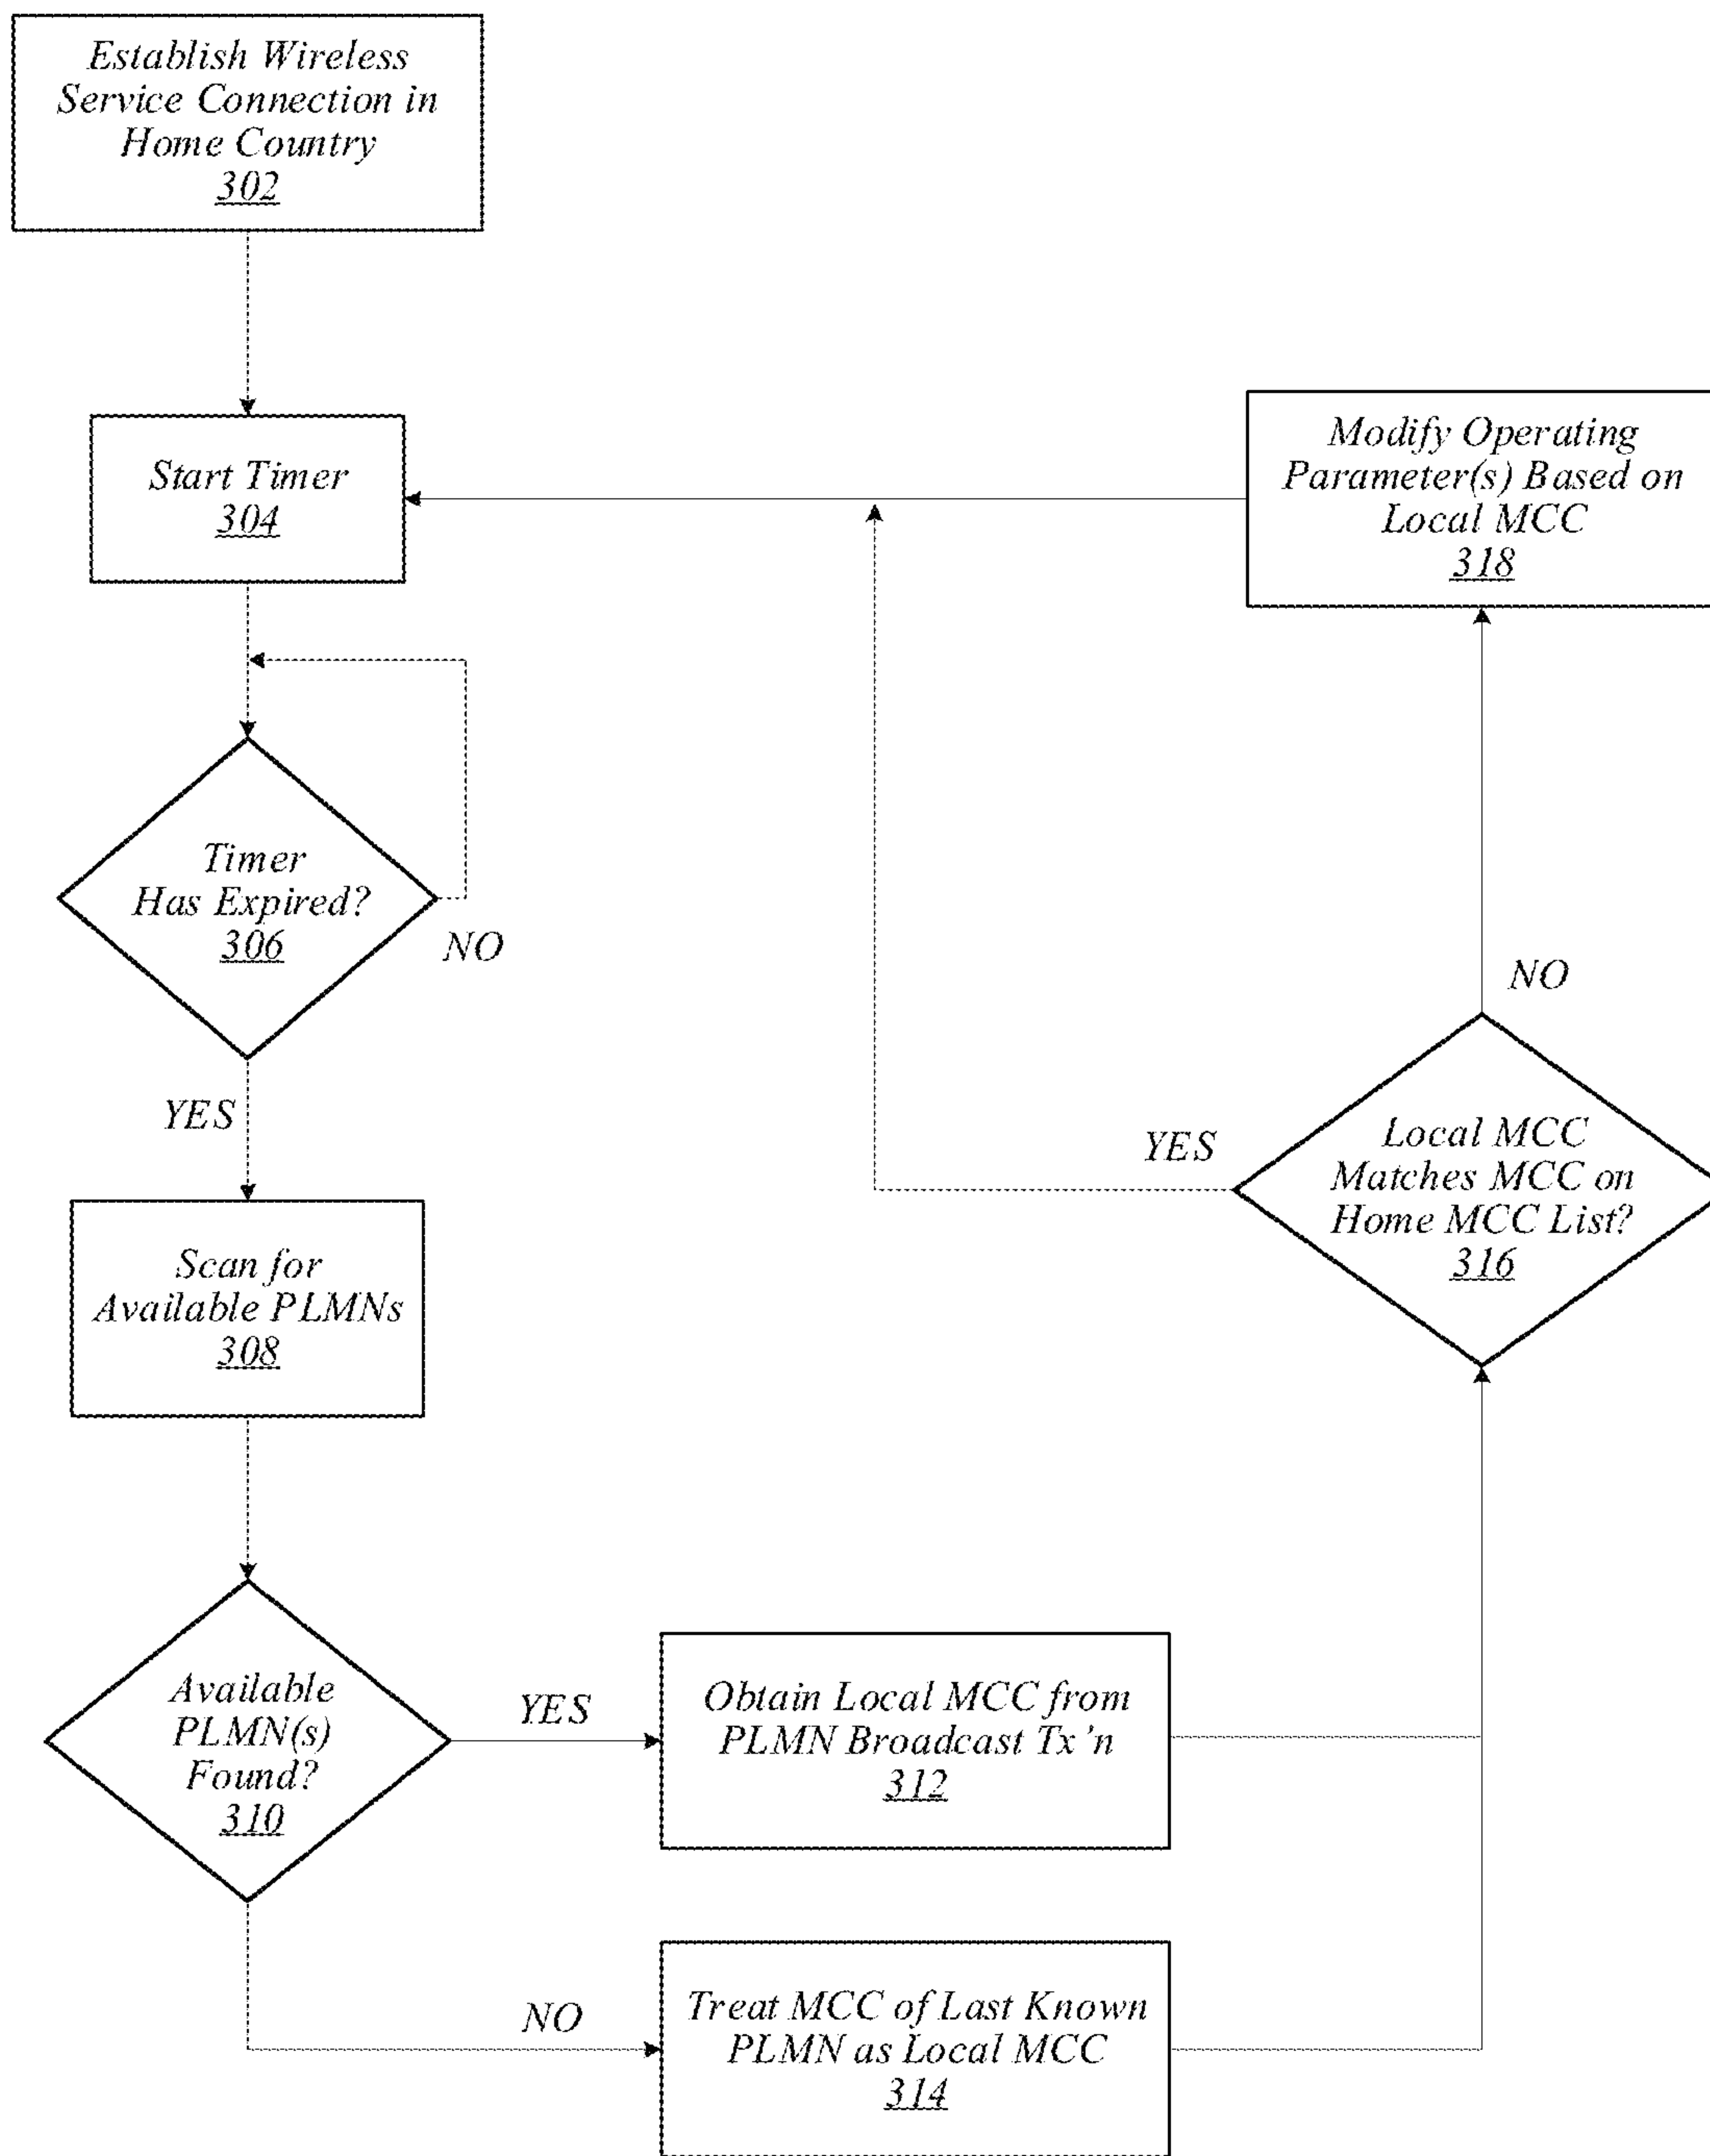 Establish Wireless
Service Connection in
Home Country
302
Start Timer
304
Timer
Has Expired?
306
NO
YES
Scan for
Available PLMNs
308
Available
PLMN(s)
Found?
310
YES
NO
Obtain Local MCC from
PLMN Broadcast Tx'n
312
Treat MCC of Last Known
PLMN as Local MCC
314
Local MCC
Matches MCC on
Home MCC List?
316
YES
NO
Modify Operating
Parameter(s) Based on
Local MCC
318